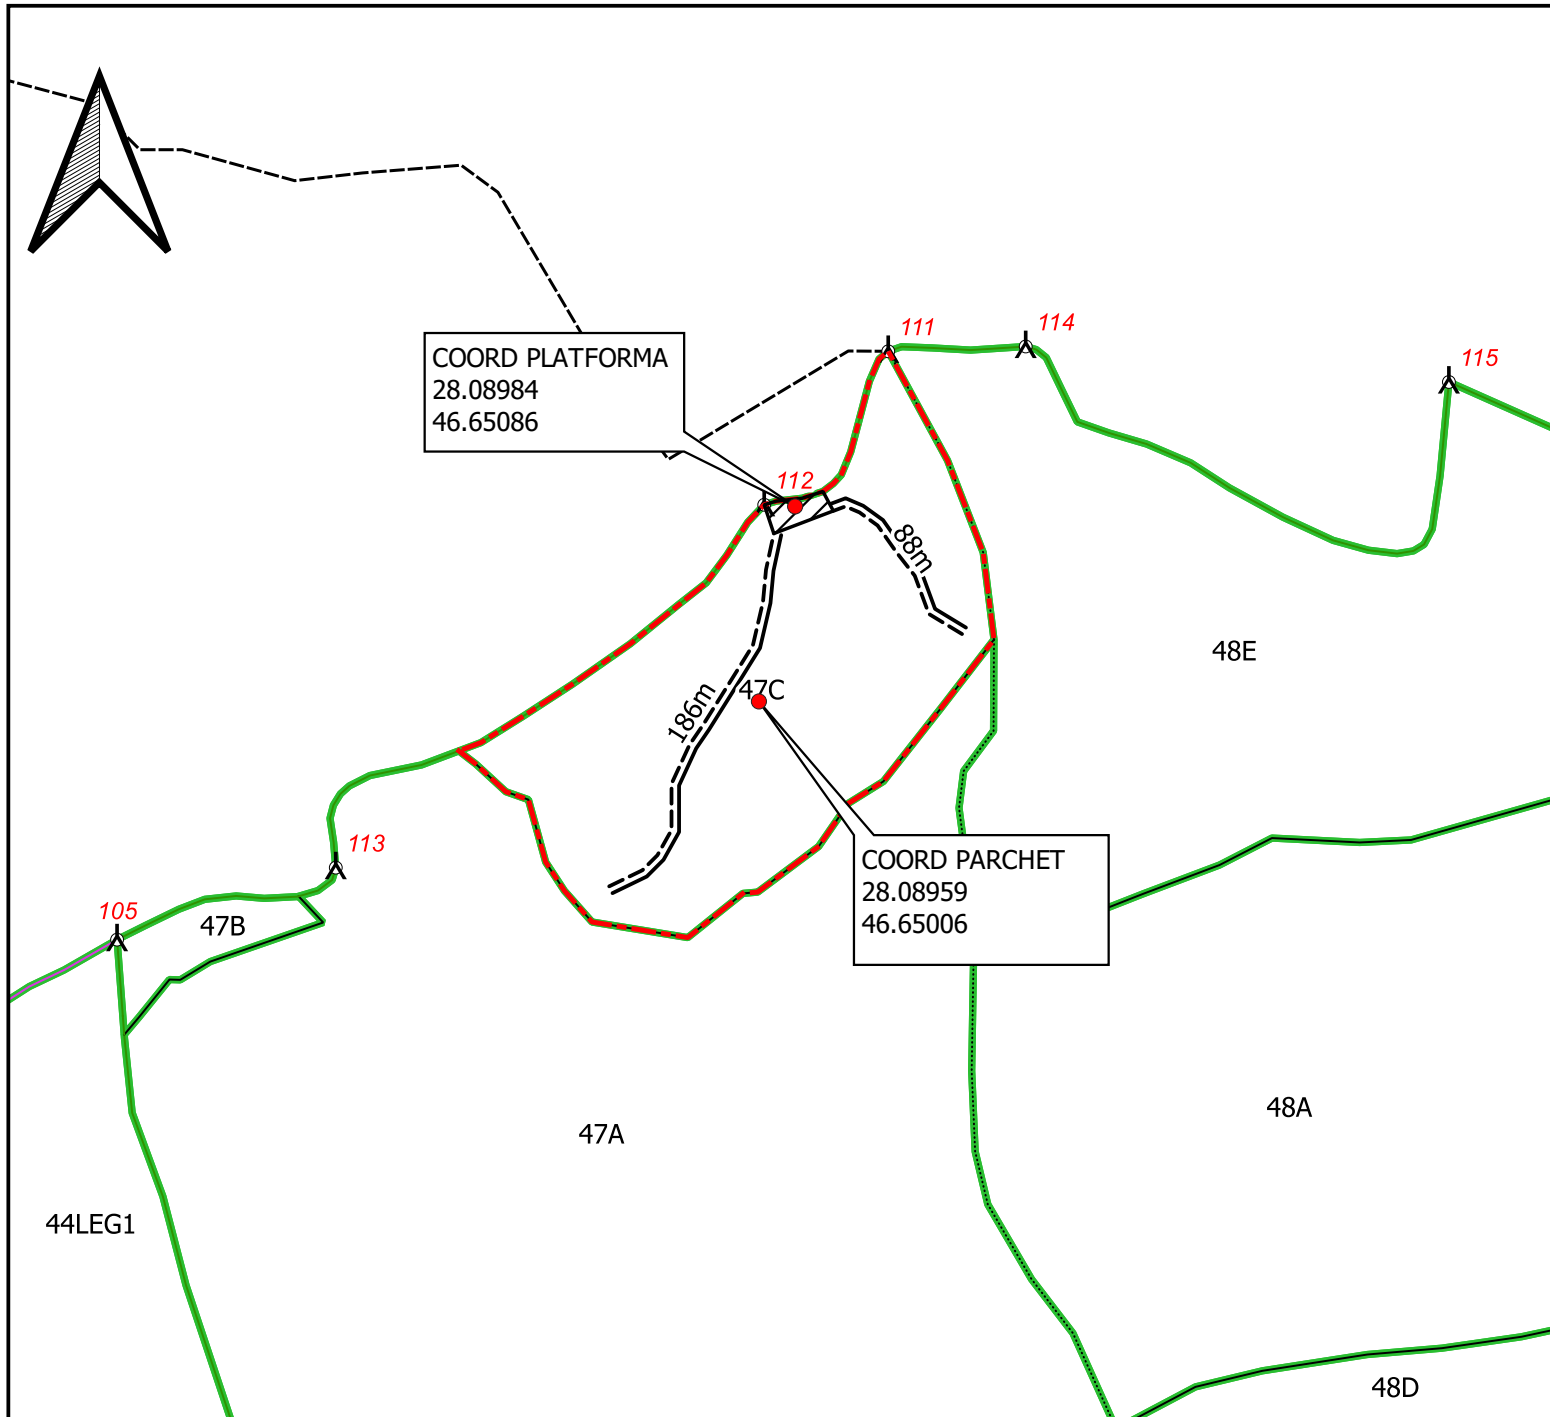 111
114
115
COORD PLATFORMA
28.08984
46.65086
112
88m
48E
186m
47C
113
COORD PARCHET
28.08959
46.65006
105
47B
47A
48A
44LEG1
48D